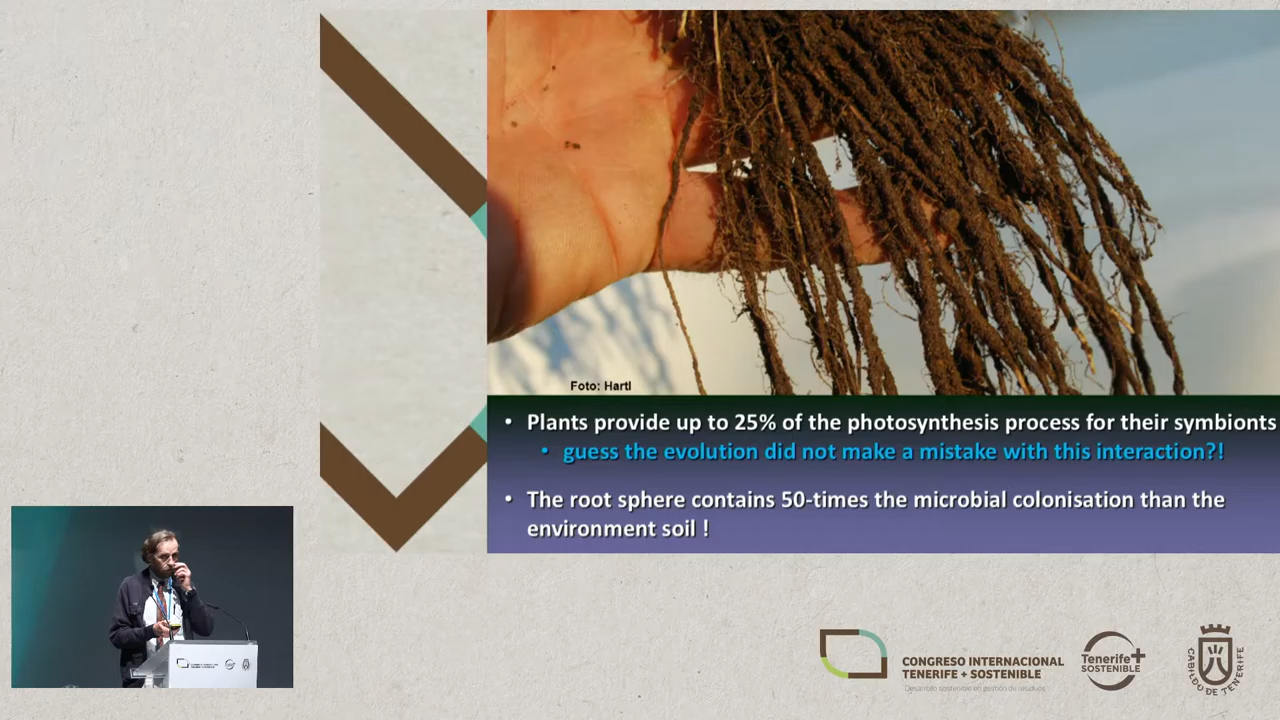 Foto: Hartl
• Plants provide up to 25% of the photosynthesis process for their symbionts
• guess the evolution did not make a mistake with this interaction?!
• The root sphere contains 50-times the microbial colonisation than the
environment soil !
CONGRESO INTERNACIONAL
TENERIFE + SOSTENIBLE
Desarrollo sostenible en gestión de residuos
Tenerife+
SOSTENIBLE
CABILDO DE TENERIFE